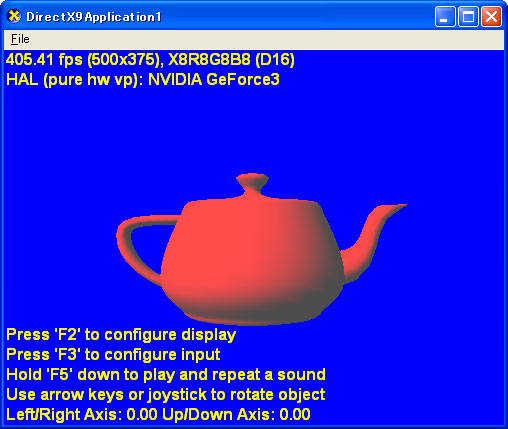 DirectX9Application1
File
405.41 fps (500x375), X8R8G8B8 (D16)
HAL (pure hw vp): NVIDIA GeForce3
Press 'F2' to configure display
Press 'F3' to configure input
Hold 'F5' down to play and repeat a sound
Use arrow keys or joystick to rotate object
Left/Right Axis: 0.00 Up/Down Axis: 0.00